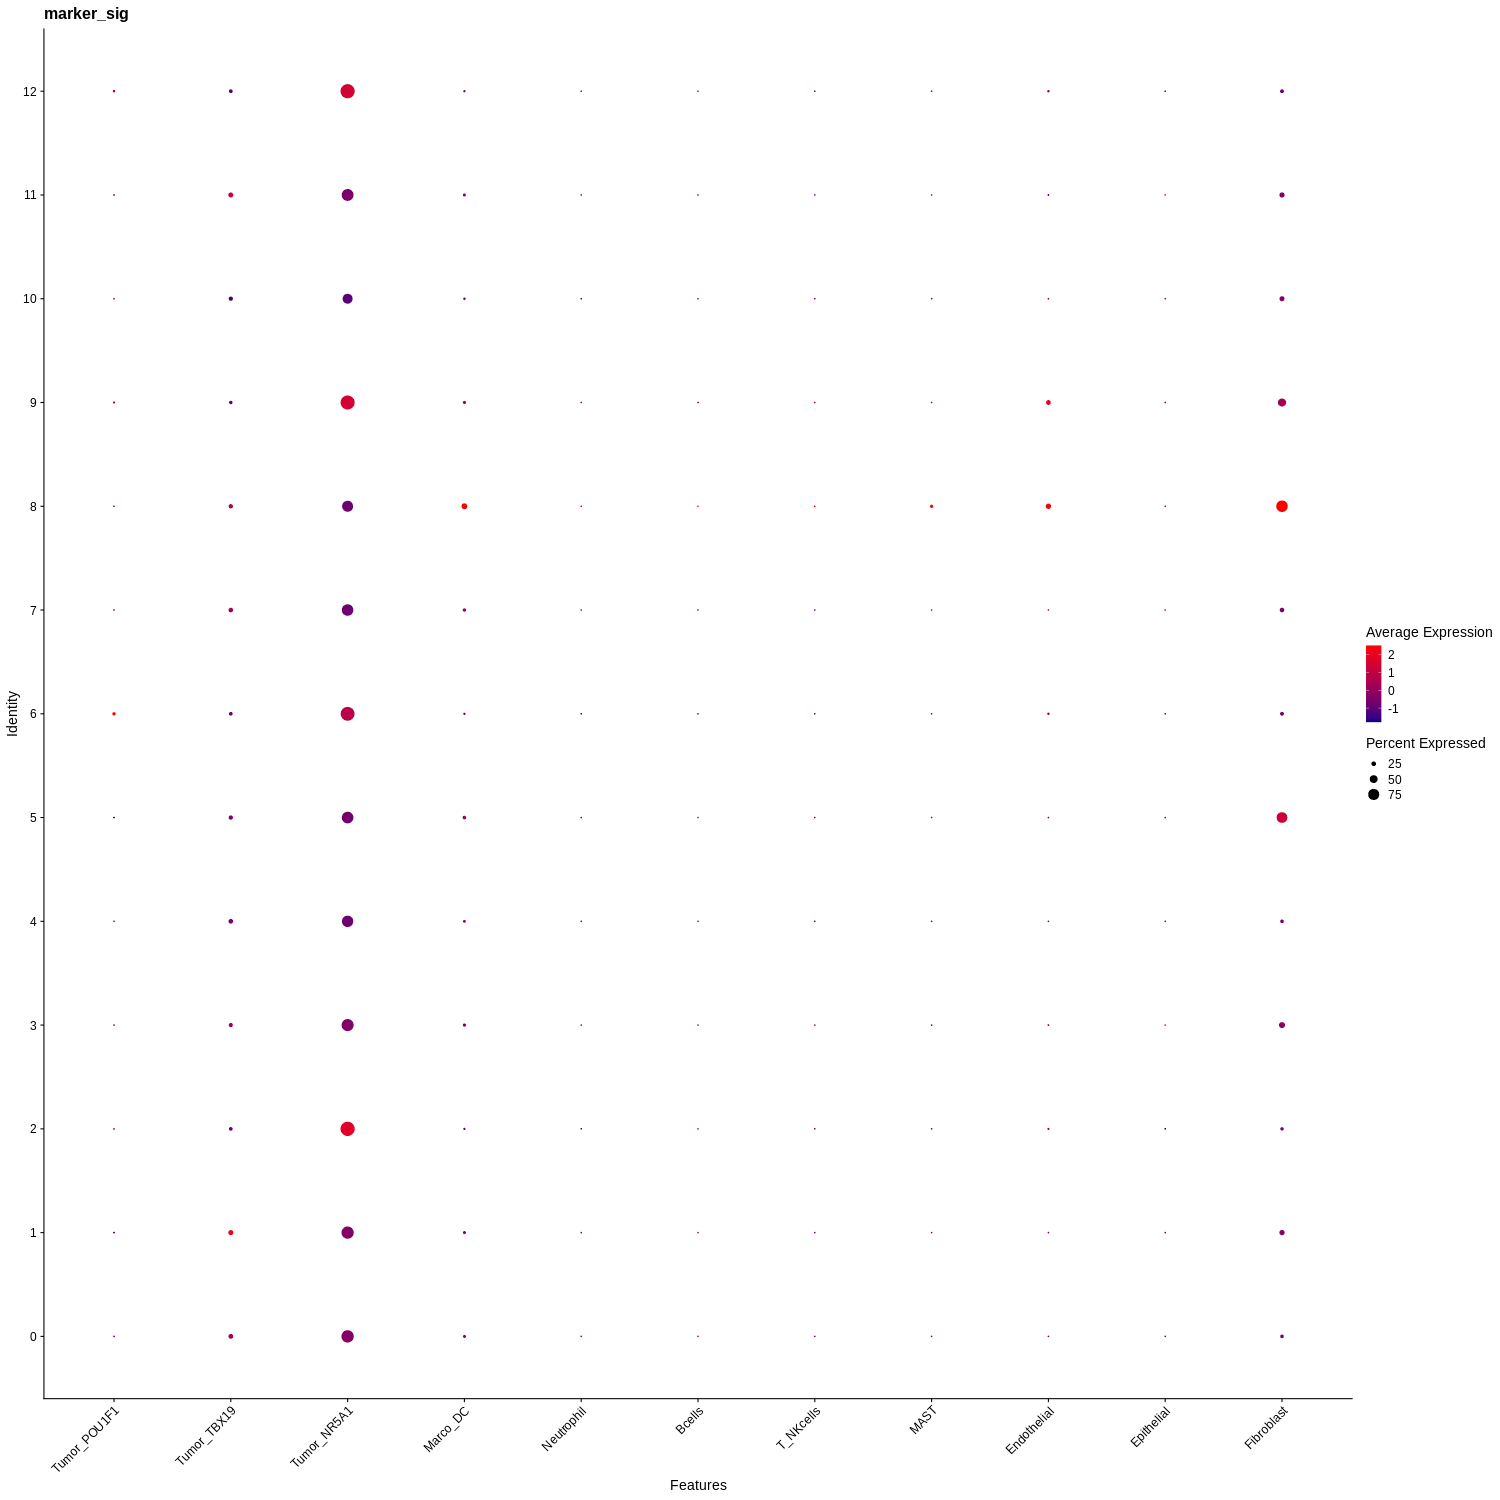 marker_sig
12
11
10
9
8
7
6
5
4
3
2
1
0
Identity
Tumor_POU1F1
Tumor_TBX19
Tumor_NR5A1
Marco_DC
Neutrophil
Bcells
T_NKcells
MAST
Endothelial
Epithelial
Fibroblast
Features
Average Expression
2
1
0
-1
Percent Expressed
25
50
75